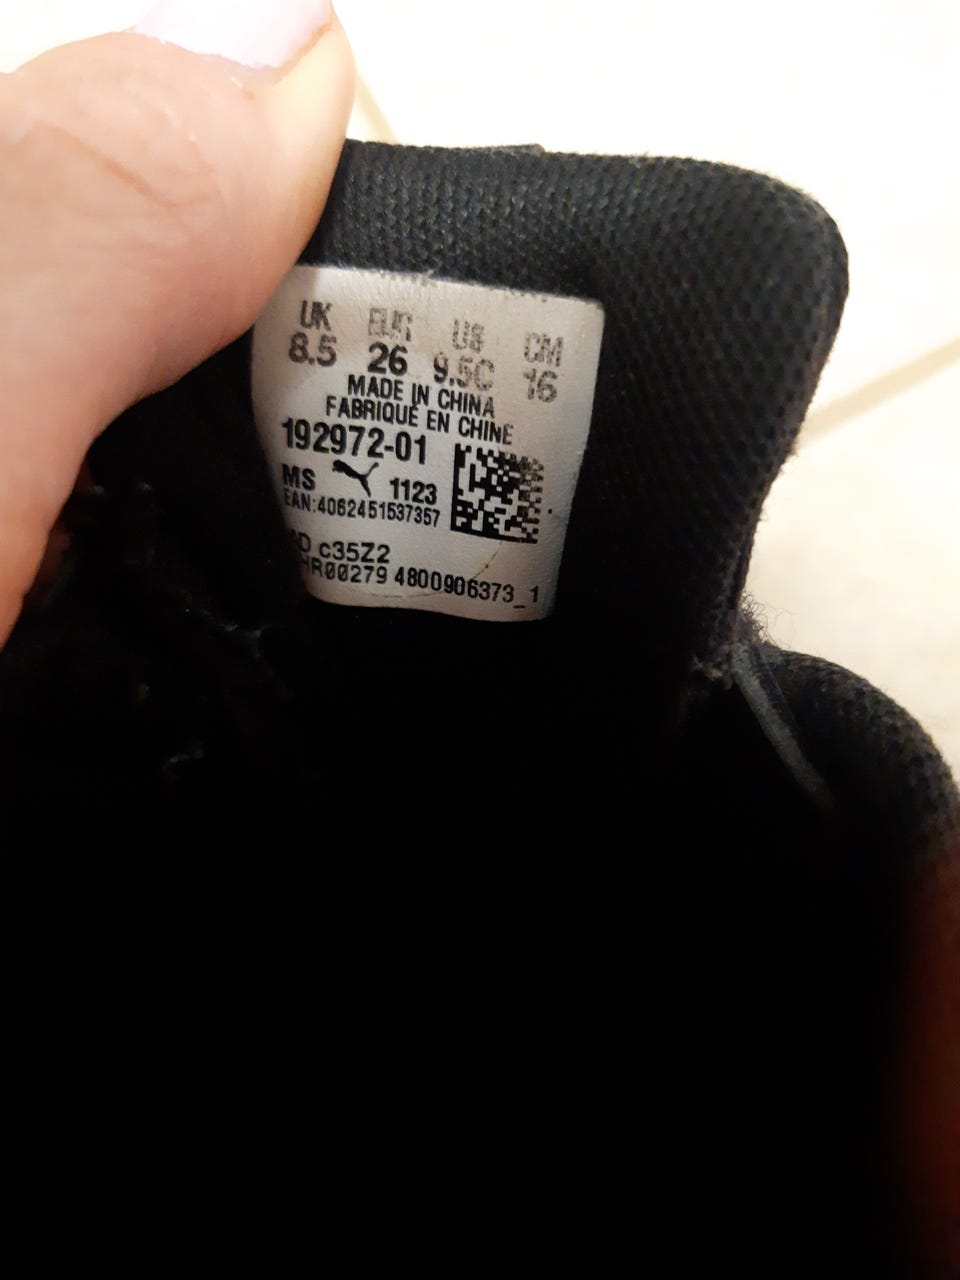 UK EUR US CM
8.5 26 9.5C 16
MADE IN CHINA
FABRIQUÉ EN CHINE
192972-01
MS 1123
EAN:4062451537357
c35Z2
HR00279 4800906373_1